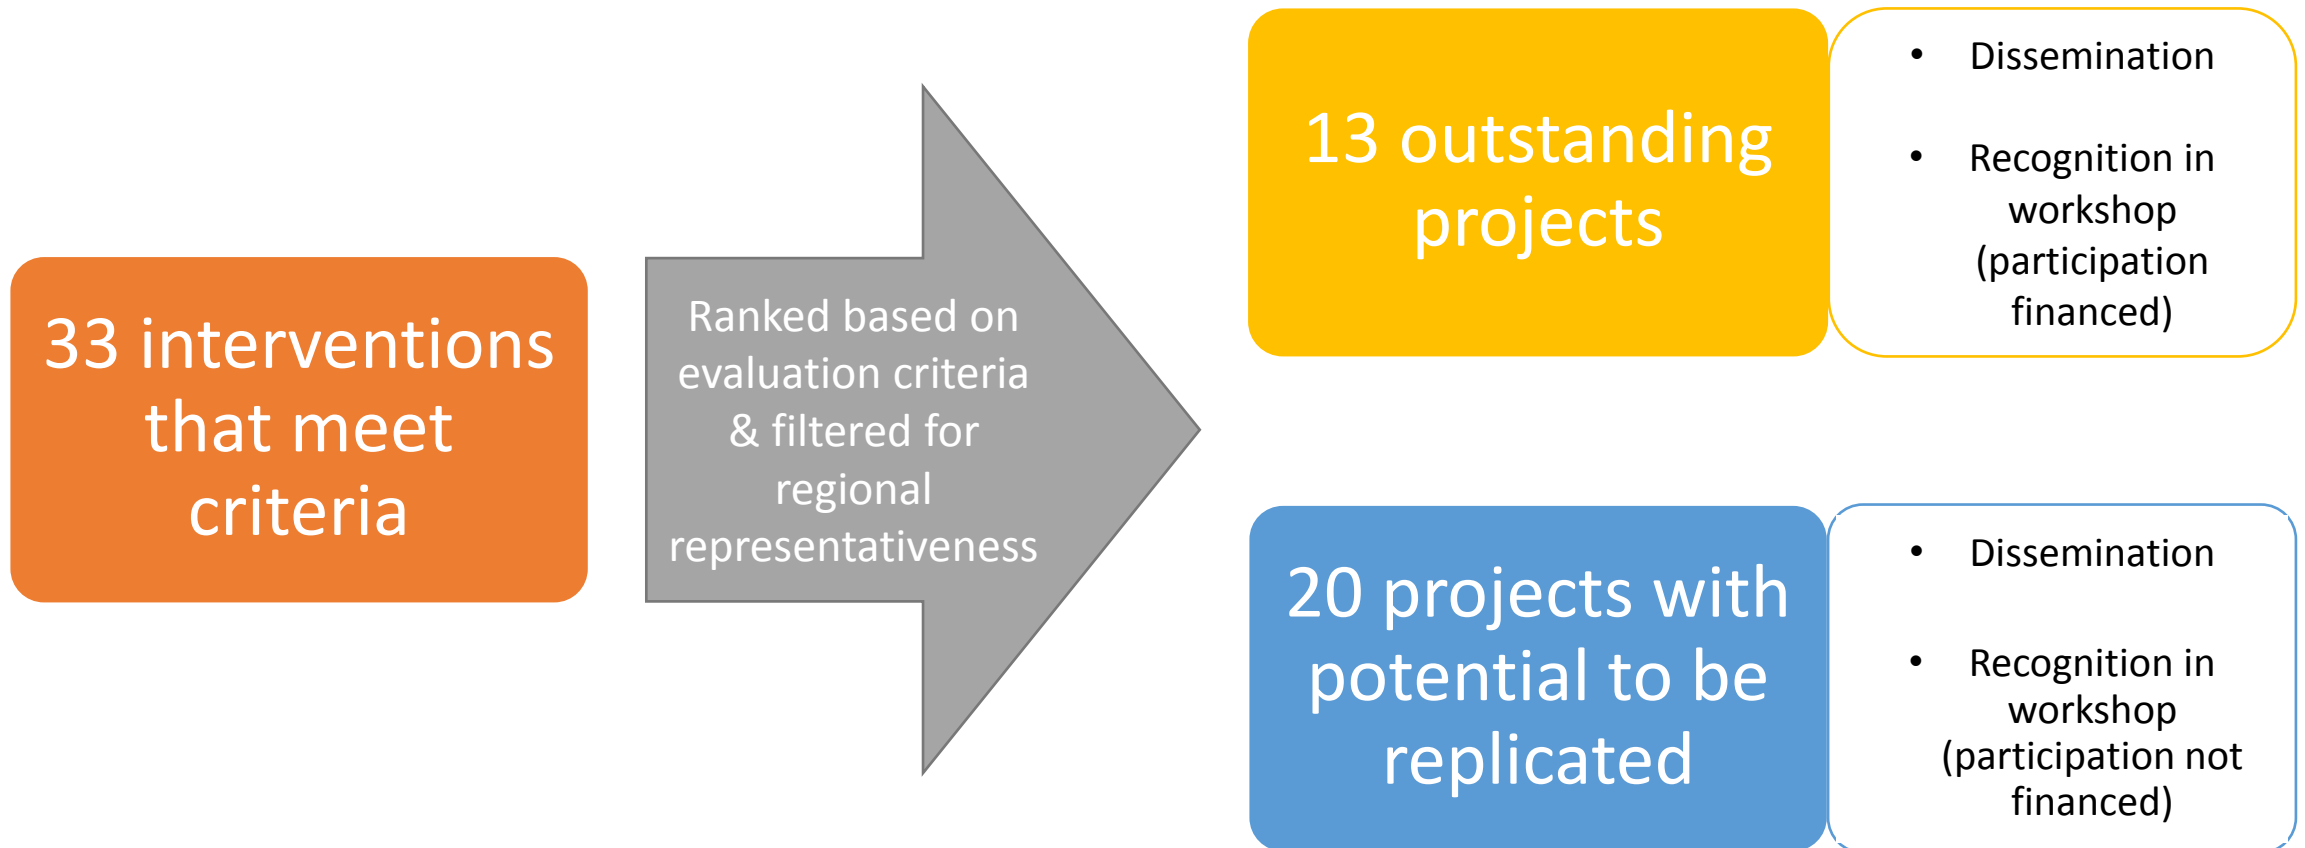 33 interventions
that meet
criteria
Ranked based on
evaluation criteria
& filtered for
regional
representativeness
13 outstanding
projects
• Dissemination
• Recognition in
workshop
(participation
financed)
20 projects with
potential to be
replicated
• Dissemination
• Recognition in
workshop
(participation not
financed)